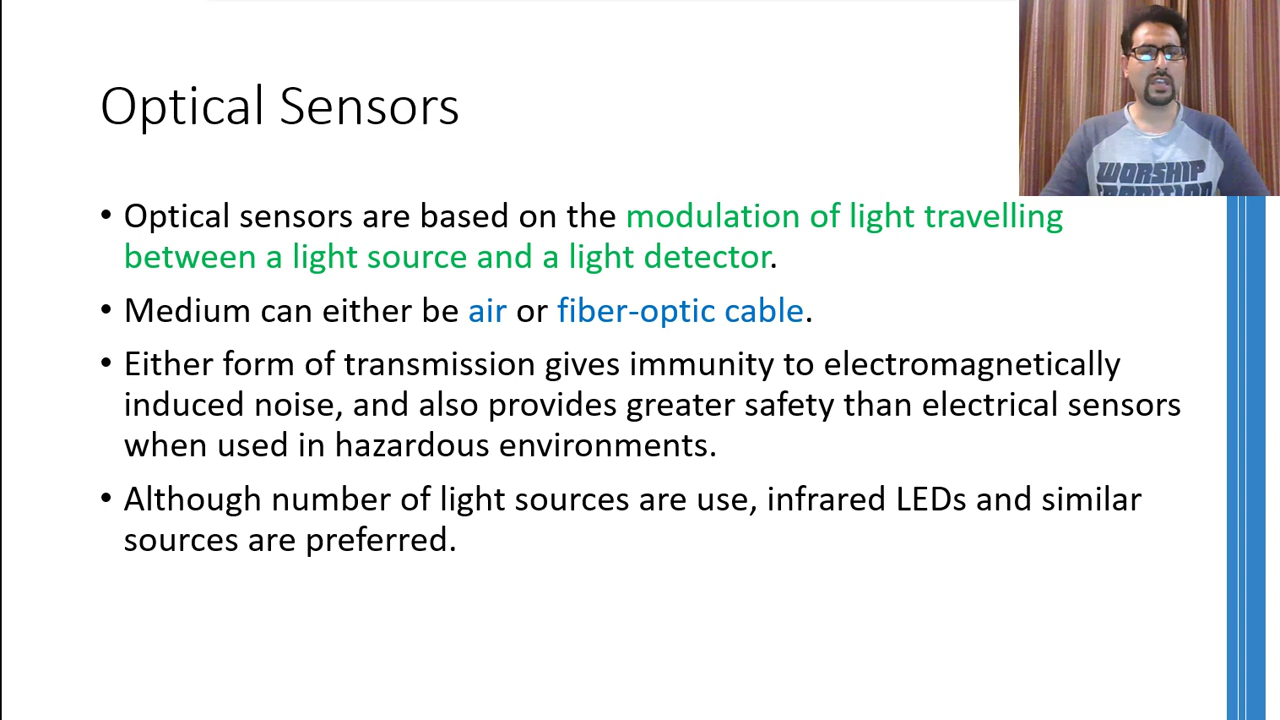 Optical Sensors
• Optical sensors are based on the modulation of light travelling
between a light source and a light detector.
• Medium can either be air or fiber-optic cable.
• Either form of transmission gives immunity to electromagnetically
induced noise, and also provides greater safety than electrical sensors
when used in hazardous environments.
• Although number of light sources are use, infrared LEDs and similar
sources are preferred.
WORSHIP
TRADITION